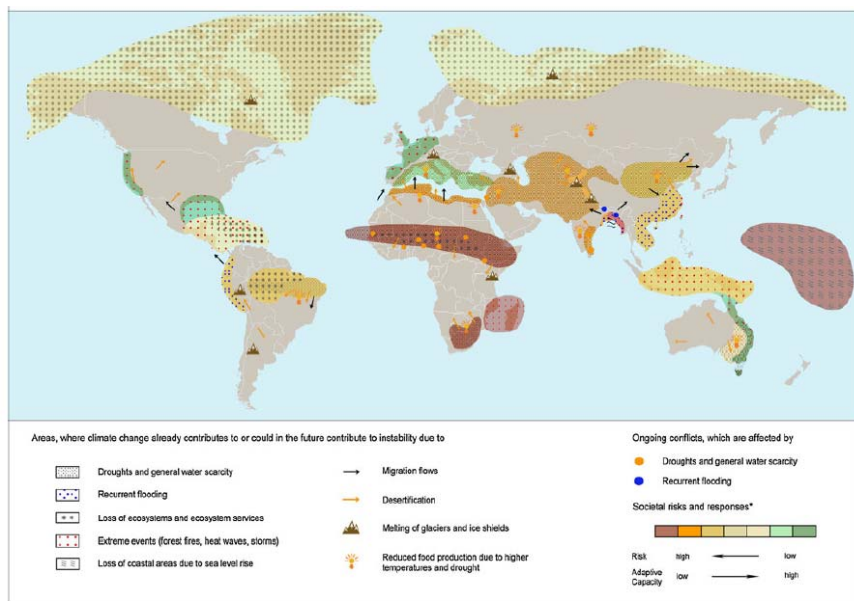 Areas, where climate change already contributes to or could in the future contribute to instability due to
Droughts and general water scarcity
Recurrent flooding
Loss of ecosystems and ecosystem services
Extreme events (forest fires, heat waves, storms)
Loss of coastal areas due to sea level rise
Migration flows
Desertification
Melting of glaciers and ice shields
Reduced food production due to higher
temperatures and drought
Ongoing conflicts, which are affected by
Droughts and general water scarcity
Recurrent flooding
Societal risks and responses*
Risk high low
Adaptive
Capacity low high